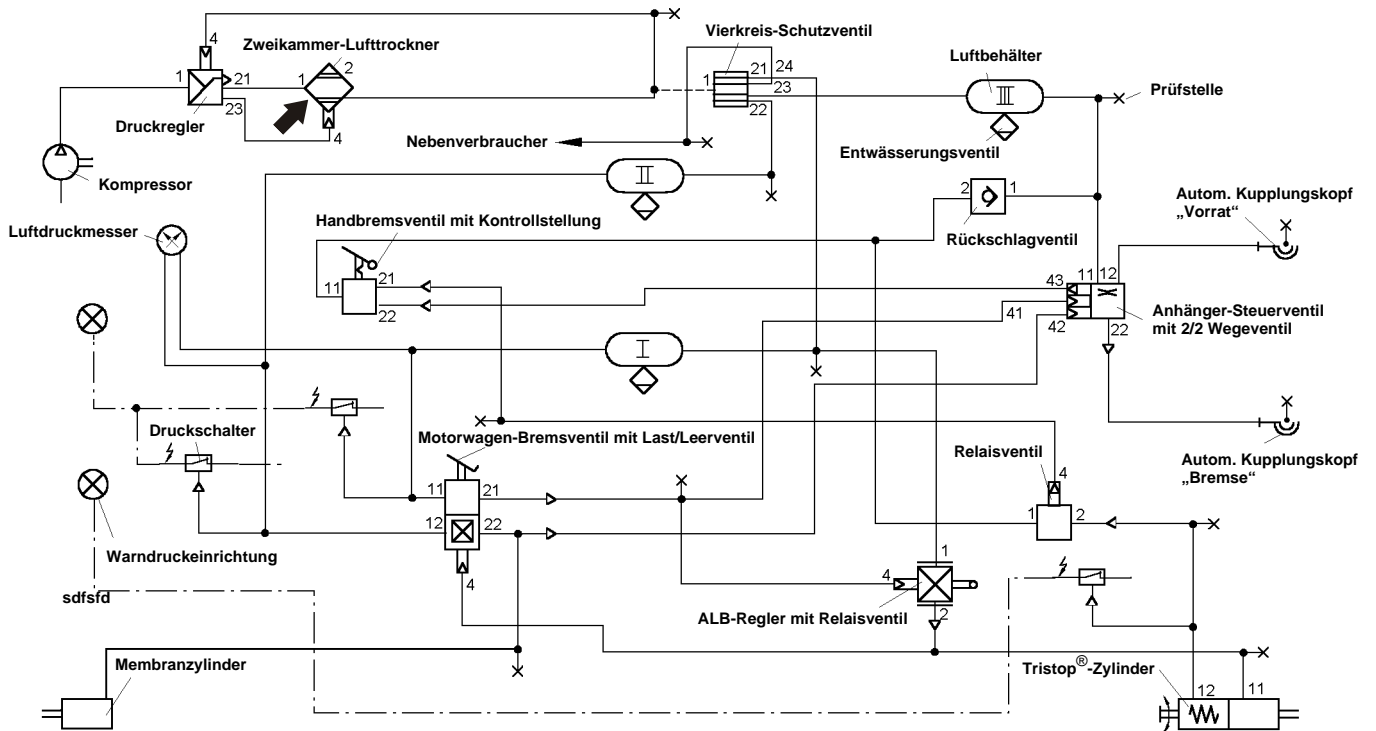 4
Zweikammer-Lufttrockner
Vierkreis-Schutzventil
Luftbehälter
1
21
1
2
23
4
Druckregler
1
21
24
23
22
III
Prüfstelle
Nebenverbraucher
Entwässerungsventil
Kompressor
II
2
1
Rückschlagventil
Autom. Kupplungskopf
„Vorrat“
Handbremsventil mit Kontrollstellung
Luftdruckmesser
11
21
22
43
11
12
41
42
22
Anhänger-Steuerventil
mit 2/2 Wegeventil
I
Druckschalter
Motorwagen-Bremsventil mit Last/Leerventil
Relaisventil
Autom. Kupplungskopf
„Bremse“
11
21
12
22
4
4
1
2
Warndruckeinrichtung
sdfsfd
1
4
2
ALB-Regler mit Relaisventil
Membranzylinder
Tristop®-Zylinder
12
11